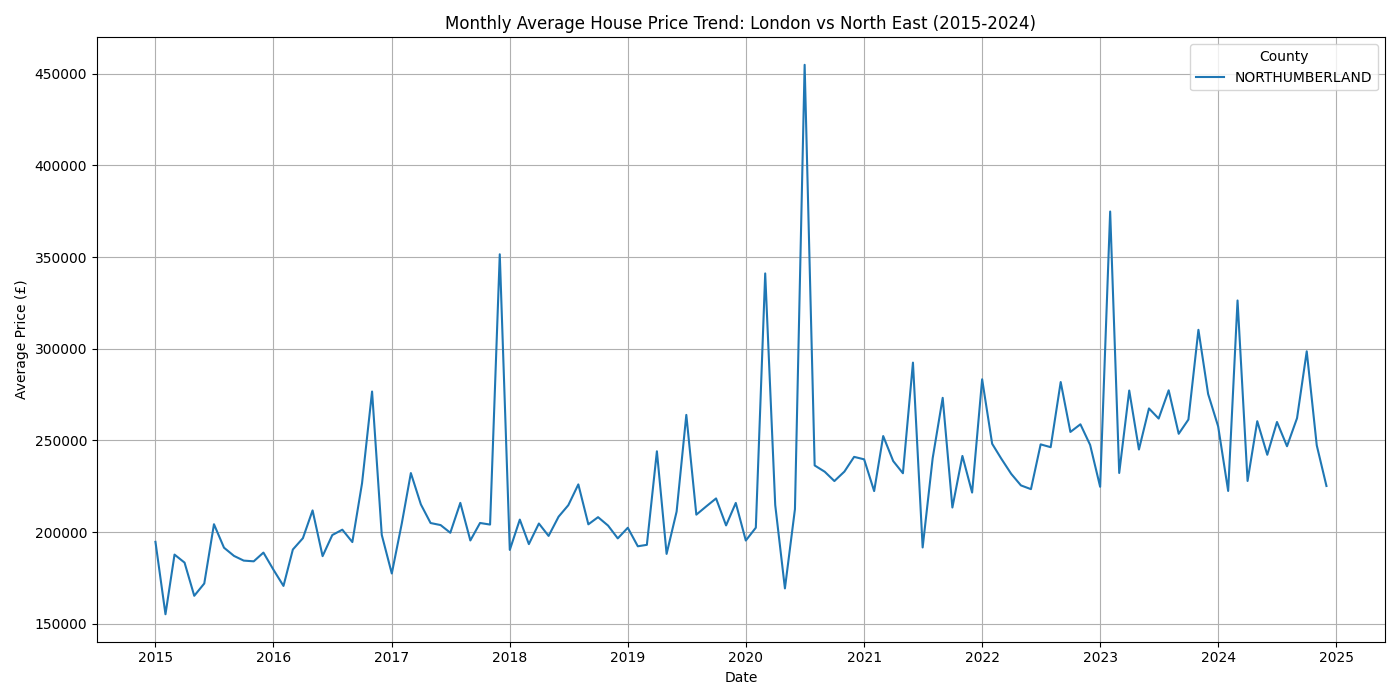 Monthly Average House Price Trend: London vs North East (2015-2024)
County
NORTHUMBERLAND
450000
400000
350000
300000
250000
200000
150000
Average Price (£)
2015 2016 2017 2018 2019 2020 2021 2022 2023 2024 2025
Date